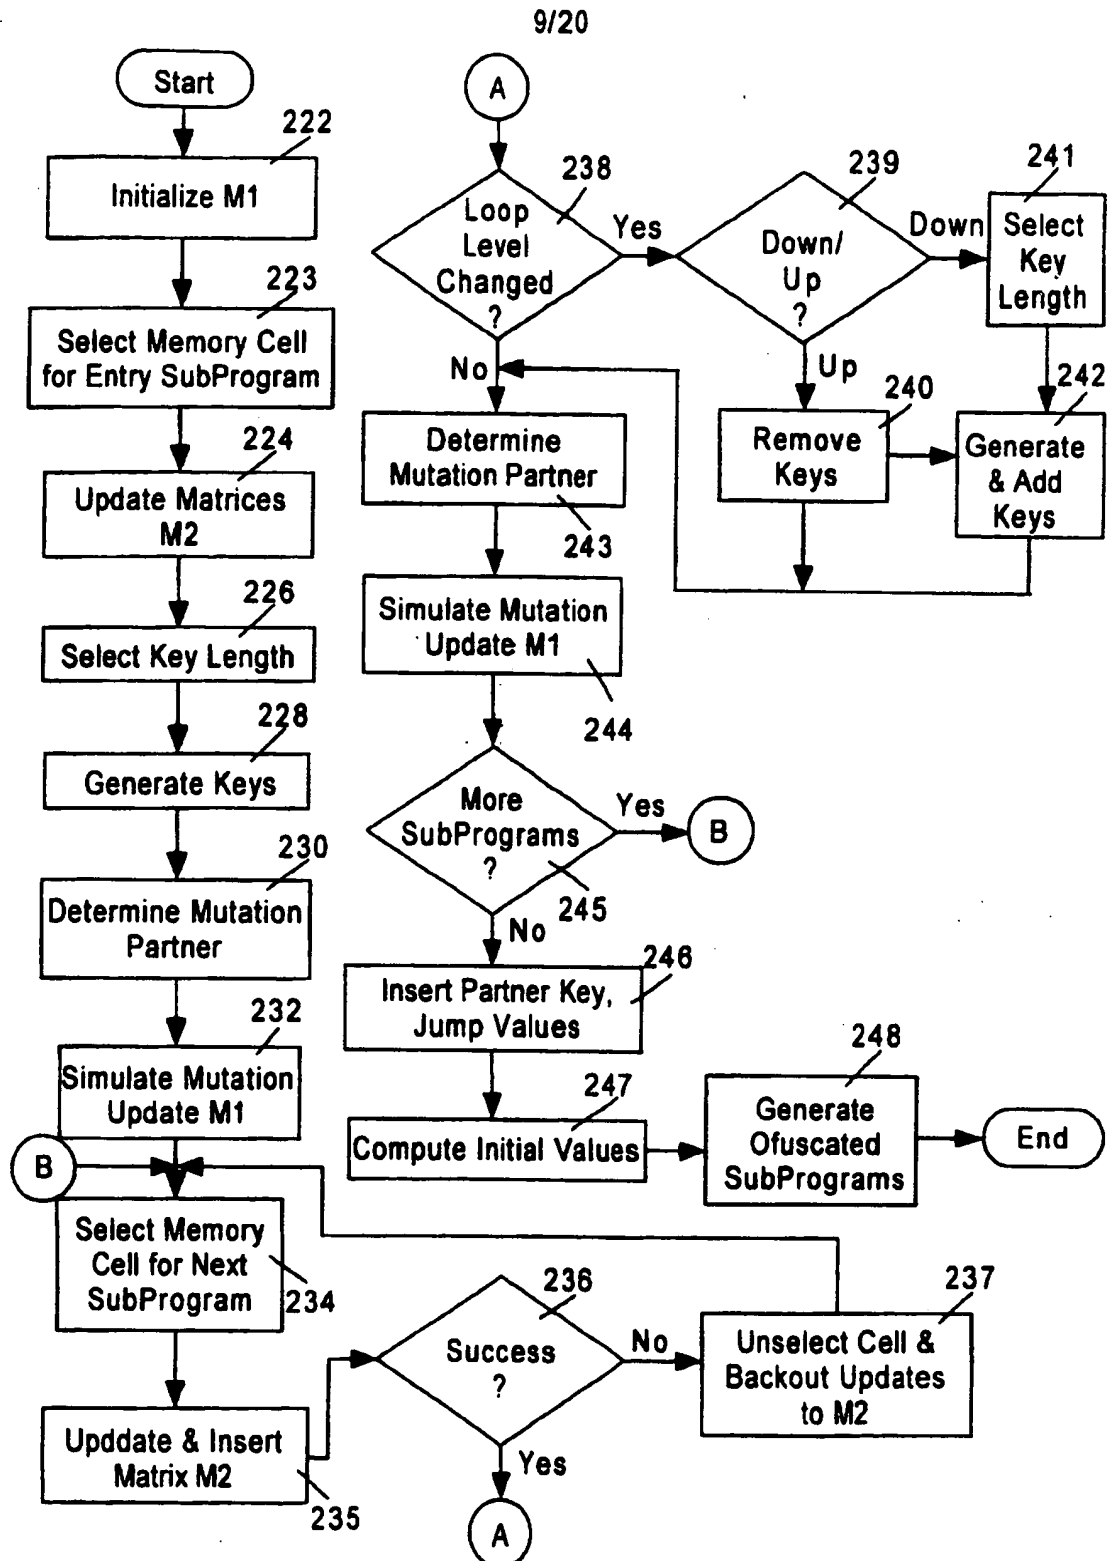 9/20
Start
222
Initialize M1
223
Select Memory Cell
for Entry SubProgram
224
Update Matrices
M2
226
Select Key Length
228
Generate Keys
230
Determine Mutation
Partner
232
Simulate Mutation
Update M1
B
Select Memory
Cell for Next
SubProgram
234
Upddate & Insert
Matrix M2
235
236
Success
?
No
Yes
A
237
Unselect Cell &
Backout Updates
to M2
A
238
Loop
Level
Changed
?
Yes
No
239
Down/
Up
?
Down
Up
241
Select
Key
Length
240
Remove
Keys
242
Generate
& Add
Keys
Determine
Mutation Partner
243
Simulate Mutation
Update M1
244
More
SubPrograms
?
245
Yes
B
No
246
Insert Partner Key,
Jump Values
247
Compute Initial Values
248
Generate
Ofuscated
SubPrograms
End